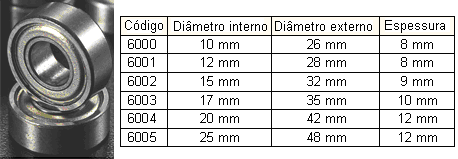 Código Diâmetro interno Diâmetro externo Espessura
6000 10 mm 26 mm 8 mm
6001 12 mm 28 mm 8 mm
6002 15 mm 32 mm 9 mm
6003 17 mm 35 mm 10 mm
6004 20 mm 42 mm 12 mm
6005 25 mm 48 mm 12 mm